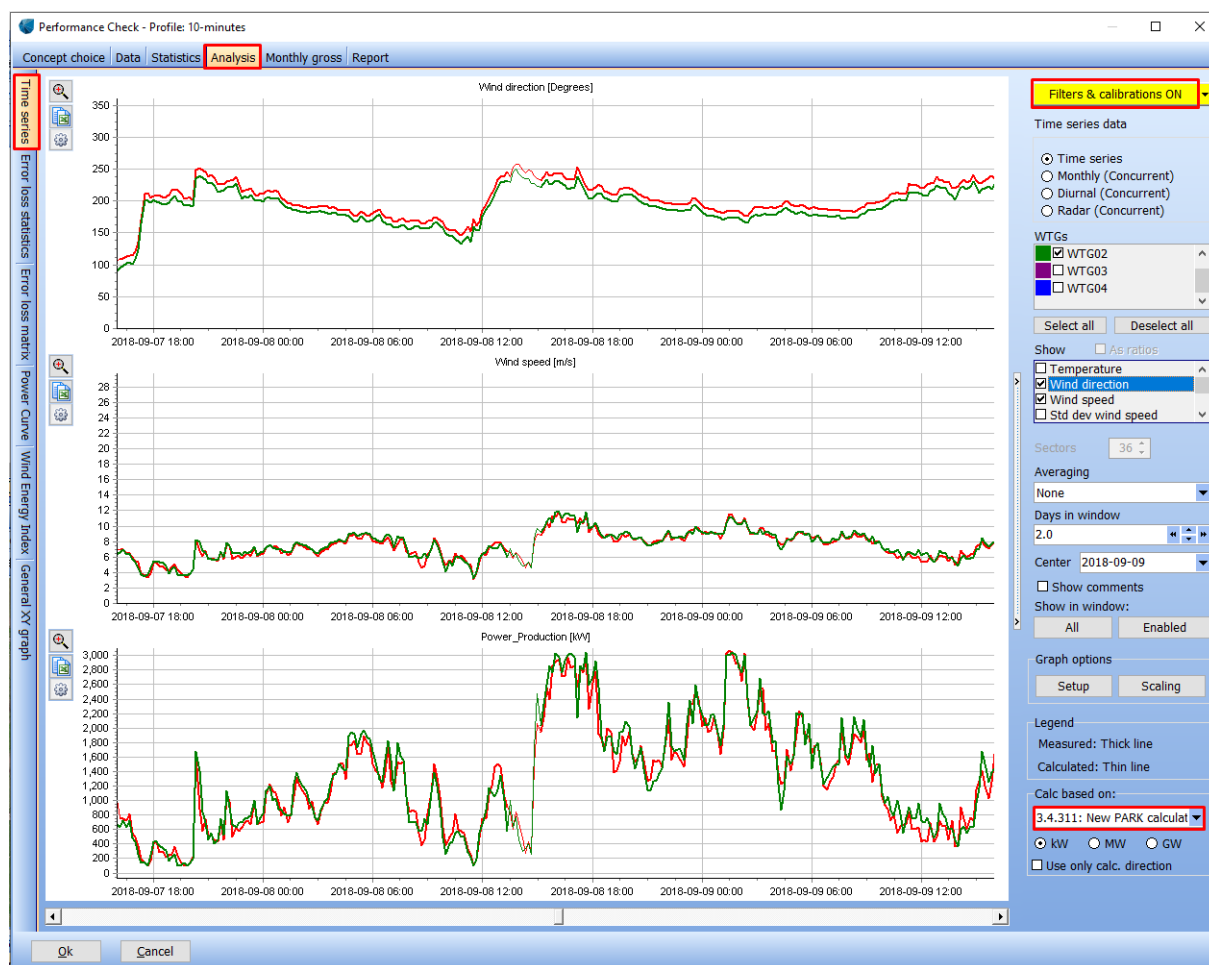 Performance Check - Profile: 10-minutes
Concept choice Data Statistics Analysis Monthly gross Report
Time series
Error loss statistics
Error loss matrix
Power Curve
Wind Energy Index
General XY graph
Wind direction [Degrees]
350
300
250
200
150
100
50
0
2018-09-07 18:00 2018-09-08 00:00 2018-09-08 06:00 2018-09-08 12:00 2018-09-08 18:00 2018-09-09 00:00 2018-09-09 06:00 2018-09-09 12:00
Wind speed [m/s]
28
26
24
22
20
18
16
14
12
10
8
6
4
2
0
2018-09-07 18:00 2018-09-08 00:00 2018-09-08 06:00 2018-09-08 12:00 2018-09-08 18:00 2018-09-09 00:00 2018-09-09 06:00 2018-09-09 12:00
Power_Production [kW]
3,000
2,800
2,600
2,400
2,200
2,000
1,800
1,600
1,400
1,200
1,000
800
600
400
200
0
2018-09-07 18:00 2018-09-08 00:00 2018-09-08 06:00 2018-09-08 12:00 2018-09-08 18:00 2018-09-09 00:00 2018-09-09 06:00 2018-09-09 12:00
Filters & calibrations ON
Time series data
Time series
Monthly (Concurrent)
Diurnal (Concurrent)
Radar (Concurrent)
WTGs
WTG02
WTG03
WTG04
Select all Deselect all
Show As ratios
Temperature
Wind direction
Wind speed
Std dev wind speed
Sectors 36
Averaging
None
Days in window
2.0
Center 2018-09-09
Show comments
Show in window:
All Enabled
Graph options
Setup Scaling
Legend
Measured: Thick line
Calculated: Thin line
Calc based on:
3.4.311: New PARK calculat
kW MW GW
Use only calc. direction
Ok Cancel